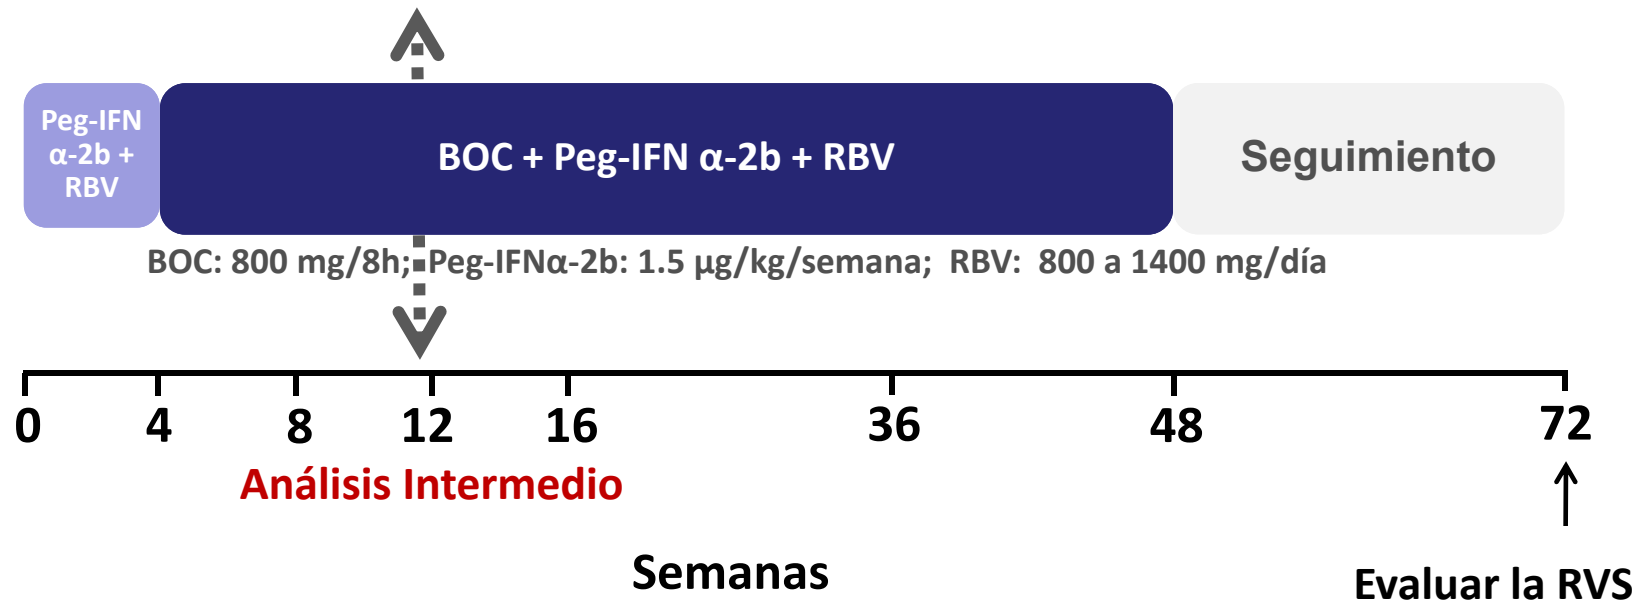 Peg-IFN
α-2b +
RBV
BOC + Peg-IFN α-2b + RBV
Seguimiento
BOC: 800 mg/8h; Peg-IFNα-2b: 1.5 µg/kg/semana; RBV: 800 a 1400 mg/día
0 4 8 12 16 36 48 72
Análisis Intermedio
Semanas
Evaluar la RVS